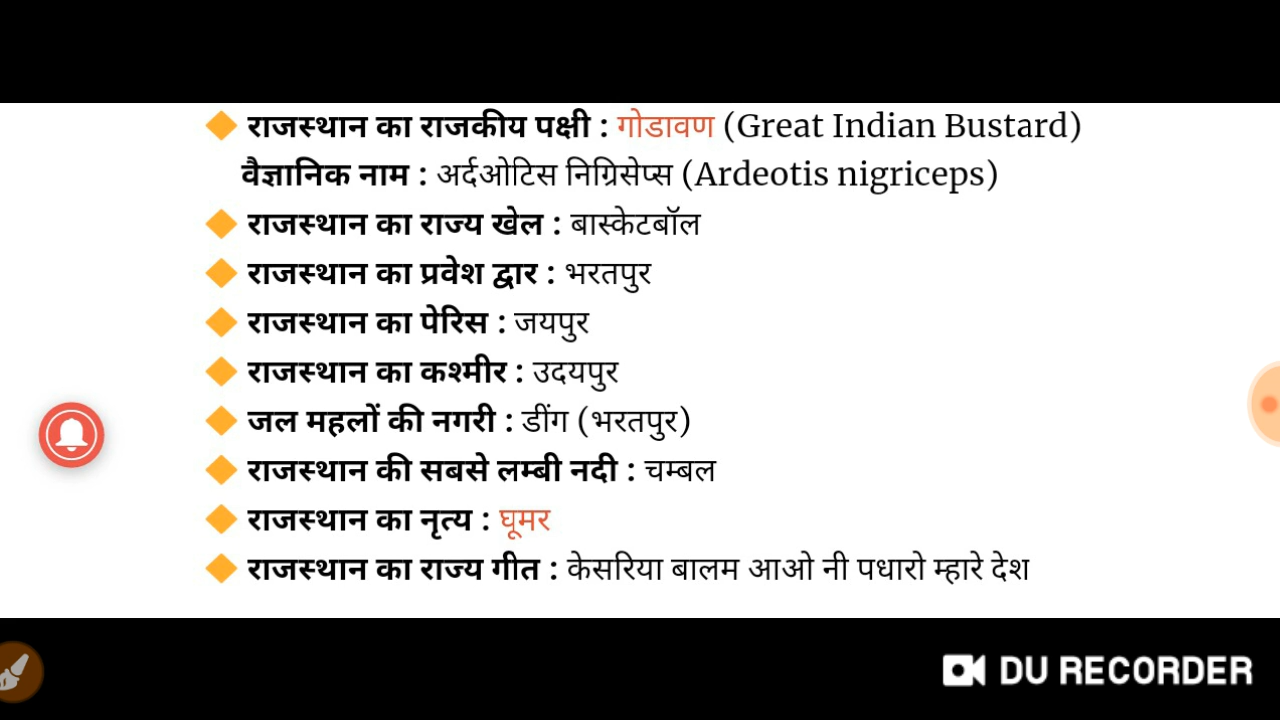 राजस्थान का राजकीय पक्षी : गोडावण (Great Indian Bustard)
वैज्ञानिक नाम : अर्दओटिस निग्रिसेप्स (Ardeotis nigriceps)
राजस्थान का राज्य खेल : बास्केटबॉल
राजस्थान का प्रवेश द्वार : भरतपुर
राजस्थान का पेरिस : जयपुर
राजस्थान का कश्मीर : उदयपुर
जल महलों की नगरी : डींग (भरतपुर)
राजस्थान की सबसे लम्बी नदी : चम्बल
राजस्थान का नृत्य : घूमर
राजस्थान का राज्य गीत : केसरिया बालम आओ नी पधारो म्हारे देश
DU RECORDER